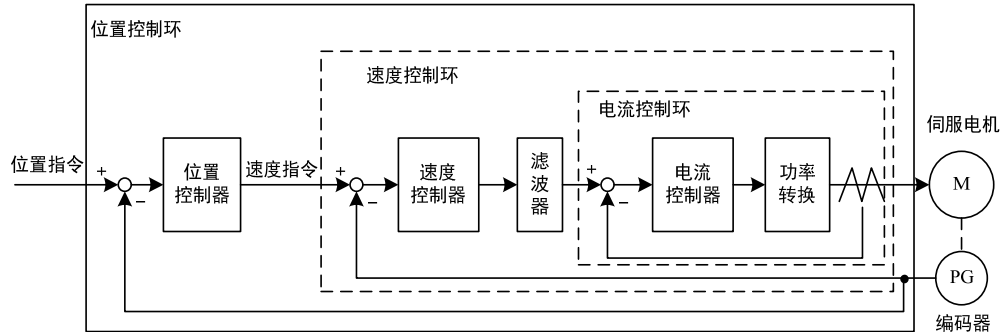 位置控制环
速度控制环
电流控制环
伺服电机
位置指令
+
−
位置
控制器
速度指令
+
−
速度
控制器
滤
波
器
+
−
电流
控制器
功率
转换
M
PG
编码器